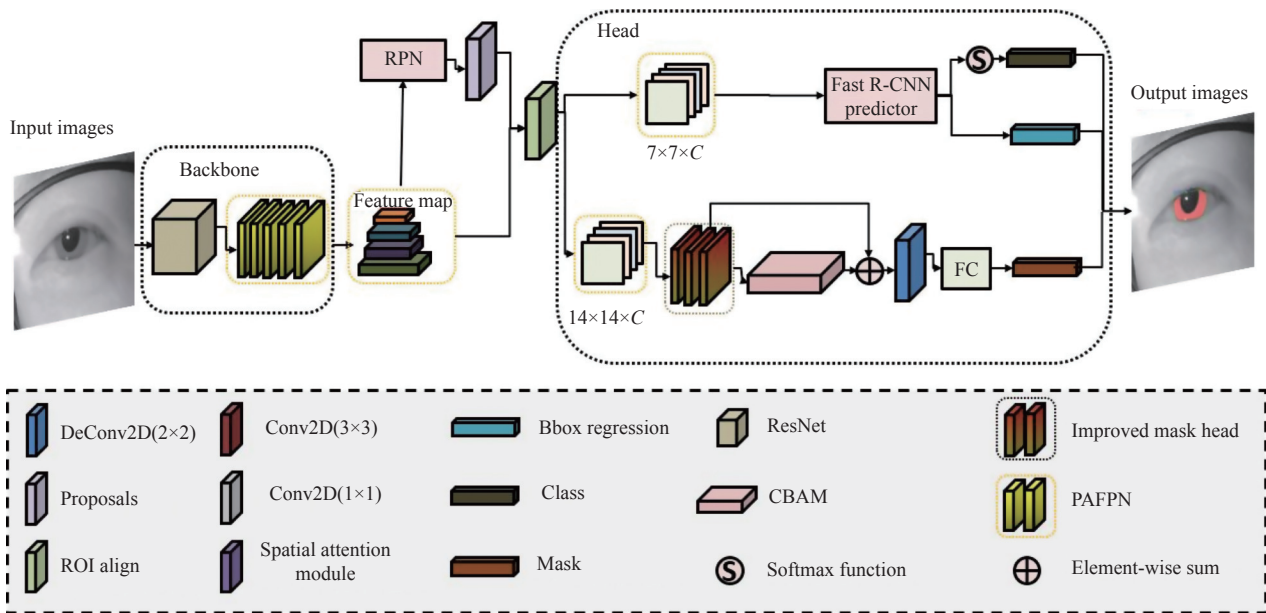 Head
RPN
Fast R-CNN
predictor
S
Output images
Input images
7×7×C
Backbone
Feature map
FC
14×14×C
DeConv2D(2×2)
Conv2D(3×3)
Bbox regression
ResNet
Improved mask head
Proposals
Conv2D(1×1)
Class
CBAM
PAFPN
ROI align
Spatial attention
module
Mask
S
Softmax function
Element-wise sum